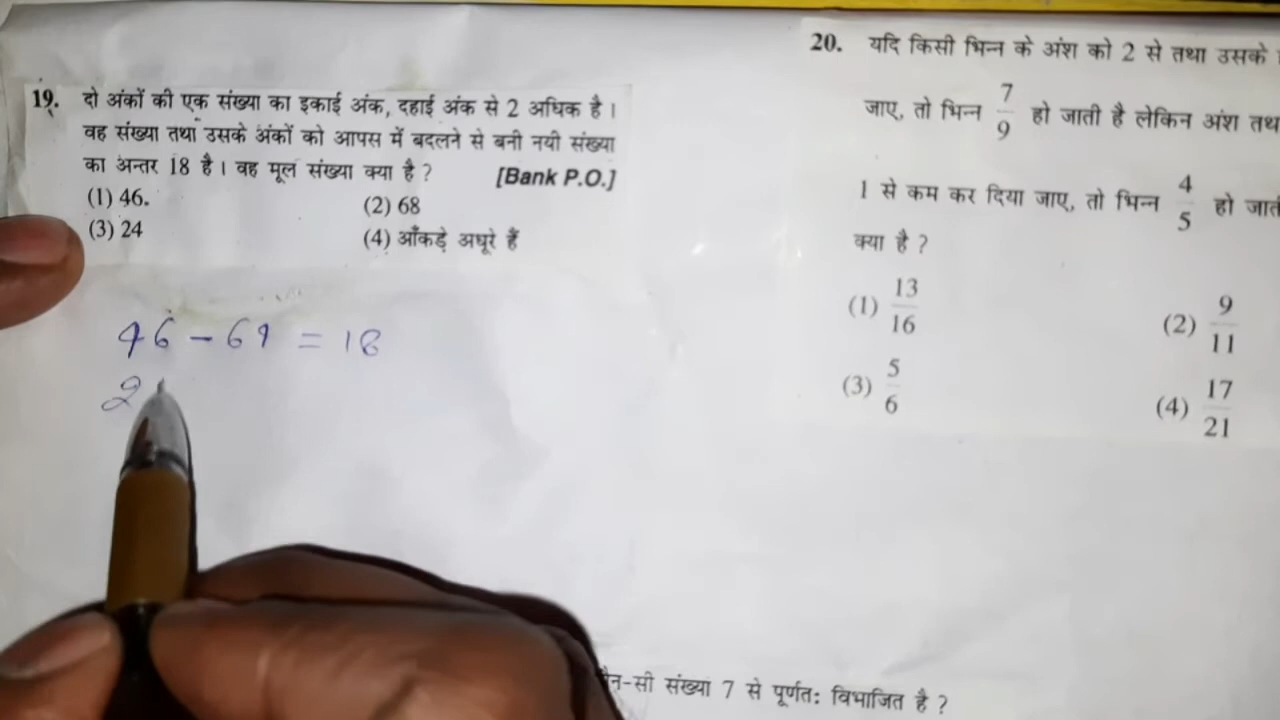 19. दो अंकों की एक संख्या का इकाई अंक, दहाई अंक से 2 अधिक है।
वह संख्या तथा उसके अंकों को आपस में बदलने से बनी नयी संख्या
का अन्तर 18 है। वह मूल संख्या क्या है ? [Bank P.O.]
(1) 46. (2) 68
(3) 24 (4) आँकड़े अधूरे हैं
46 - 64 = 18
2
20. यदि किसी भिन्न के अंश को 2 से तथा उसके
जाए, तो भिन्न 7/9 हो जाती है लेकिन अंश तथ
1 से कम कर दिया जाए, तो भिन्न 4/5 हो जात
क्या है ?
(1) 13/16 (2) 9/11
(3) 5/6 (4) 17/21
न-सी संख्या 7 से पूर्णतः विभाजित है ?